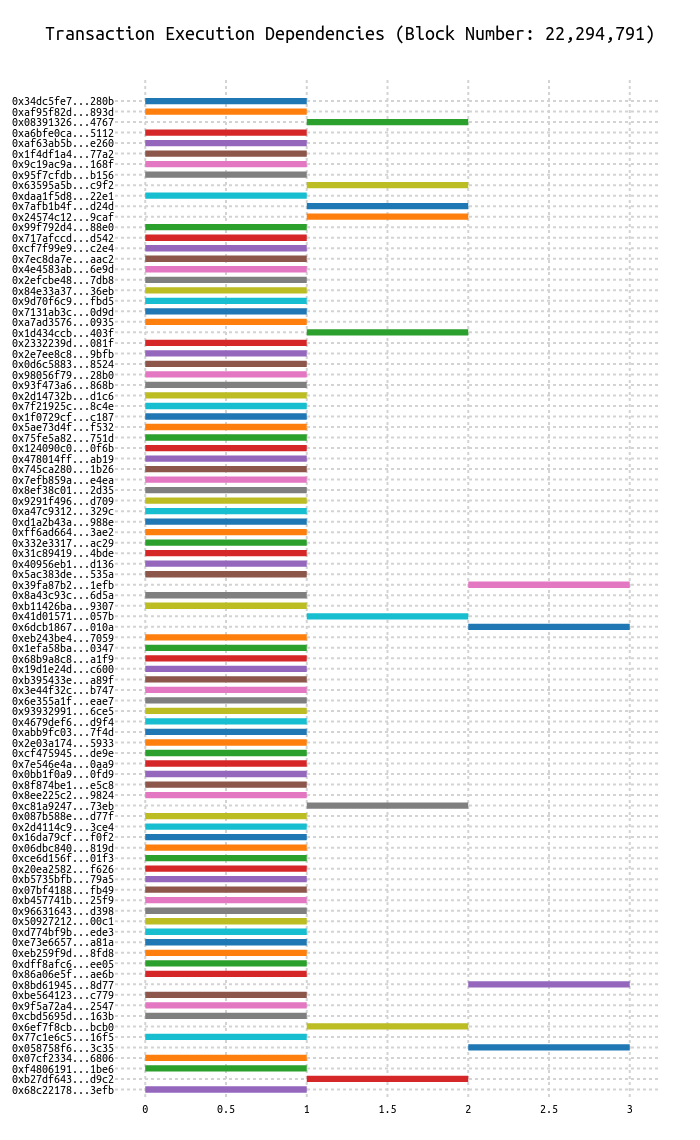 Transaction Execution Dependencies (Block Number: 22,294,791)
0x34dc5fe7...280b
0xaf95f82d...893d
0x08391326...4767
0xa6bfe0ca...5112
0xaf63ab5b...e260
0x1f4df1a4...77a2
0x9c19ac9a...168f
0x95f7cfdb...b156
0x63595a5b...c9f2
0xdaa1f5d8...22e1
0x7afb1b4f...d24d
0x24574c12...9caf
0x99f792d4...88e0
0x717afccd...d542
0xcf7f99e9...c2e4
0x7ec8da7e...aac2
0x4e4583ab...6e9d
0x2efcbe48...7db8
0x84e33a37...36eb
0x9d70f6c9...fbd5
0x7131ab3c...0d9d
0xa7ad3576...0935
0x1d434ccb...403f
0x2332239d...081f
0x2e7ee8c8...9bfb
0x0d6c5883...8524
0x98056f79...28b0
0x93f473a6...868b
0x2d14732b...d1c6
0x7f21925c...8c4e
0x1f0729cf...c187
0x5ae73d4f...f532
0x75fe5a82...751d
0x124090c0...0f6b
0x478014ff...ab19
0x745ca280...1b26
0x7efb859a...e4ea
0x8ef38c01...2d35
0x9291f496...d709
0xa47c9312...329c
0xd1a2b43a...988e
0xff6ad664...3ae2
0x332e3317...ac29
0x31c89419...4bde
0x40956eb1...d136
0x5ac383de...535a
0x39fa87b2...1efb
0x8a43c93c...6d5a
0xb11426ba...9307
0x41d01571...057b
0x6dcb1867...010a
0xeb243be4...7059
0x1efa58ba...0347
0x68b9a8c8...a1f9
0x19d1e24d...c600
0xb395433e...a89f
0x3e44f32c...b747
0x6e355a1f...eae7
0x93932991...6ce5
0x4679def6...d9f4
0xabb9fc03...7f4d
0x2e03a174...5933
0xcf475945...de9e
0x7e546e4a...0aa9
0x0bb1f0a9...0fd9
0x8f874be1...e5c8
0x8ee225c2...9824
0xc81a9247...73eb
0x087b588e...d77f
0x2d4114c9...3ce4
0x16da79cf...f0f2
0x06dbc840...819d
0xce6d156f...01f3
0x20ea2582...f626
0xb5735bfb...79a5
0x07bf4188...fb49
0xb457741b...25f9
0x96631643...d398
0x50927212...00c1
0xd774bf9b...ede3
0xe73e6657...a81a
0xeb259f9d...8fd8
0xdff8afc6...ee05
0x86a06e5f...ae6b
0x8bd61945...8d77
0xbe564123...c779
0x9f5a72a4...2547
0xcbd5695d...163b
0x6ef7f8cb...bcb0
0x77c1e6c5...16f5
0x058758f6...3c35
0x07cf2334...6806
0xf4806191...1be6
0xb27df643...d9c2
0x68c22178...3efb
0 0.5 1 1.5 2 2.5 3